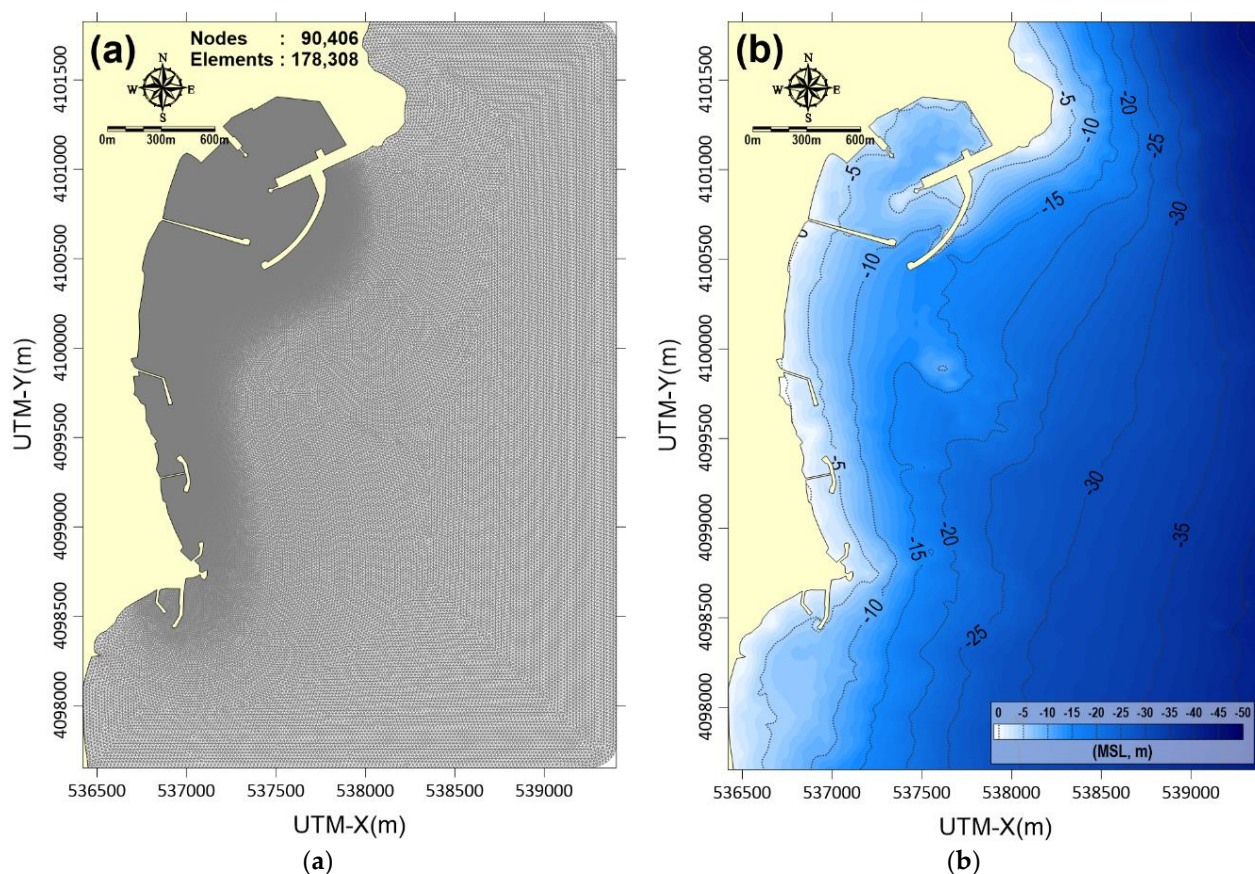 (a)
Nodes : 90,406
Elements : 178,308
N
W E
S
0m 300m 600m
UTM-Y(m)
4101500
4101000
4100500
4100000
4099500
4099000
4098500
4098000
536500 537000 537500 538000 538500 539000
UTM-X(m)
(a)
(b)
N
W E
S
0m 300m 600m
UTM-Y(m)
4101500
4101000
4100500
4100000
4099500
4099000
4098500
4098000
-5
-20
-10
-25
-5
-15
-30
-10
-5
-30
-20
-15
-35
-10
-25
0 -5 -10 -15 -20 -25 -30 -35 -40 -45 -50
(MSL, m)
536500 537000 537500 538000 538500 539000
UTM-X(m)
(b)